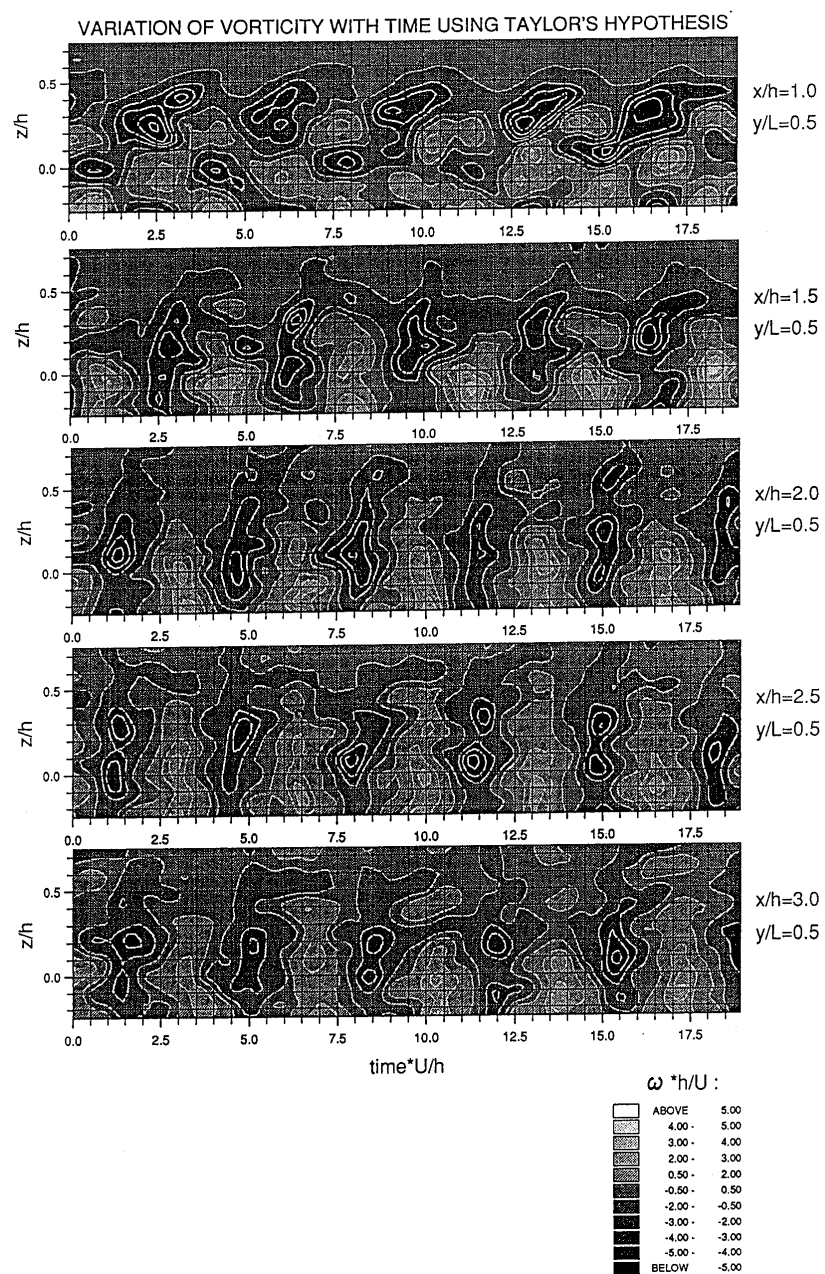 VARIATION OF VORTICITY WITH TIME USING TAYLOR'S HYPOTHESIS
z/h
0.5
0.0
x/h=1.0
y/L=0.5
0.0 2.5 5.0 7.5 10.0 12.5 15.0 17.5
z/h
0.5
0.0
x/h=1.5
y/L=0.5
0.0 2.5 5.0 7.5 10.0 12.5 15.0 17.5
z/h
0.5
0.0
x/h=2.0
y/L=0.5
0.0 2.5 5.0 7.5 10.0 12.5 15.0 17.5
z/h
0.5
0.0
x/h=2.5
y/L=0.5
0.0 2.5 5.0 7.5 10.0 12.5 15.0 17.5
z/h
0.5
0.0
x/h=3.0
y/L=0.5
0.0 2.5 5.0 7.5 10.0 12.5 15.0 17.5
time*U/h
ω *h/U :
ABOVE 5.00
4.00 - 5.00
3.00 - 4.00
2.00 - 3.00
0.50 - 2.00
-0.50 - 0.50
-2.00 - -0.50
-3.00 - -2.00
-4.00 - -3.00
-5.00 - -4.00
BELOW -5.00